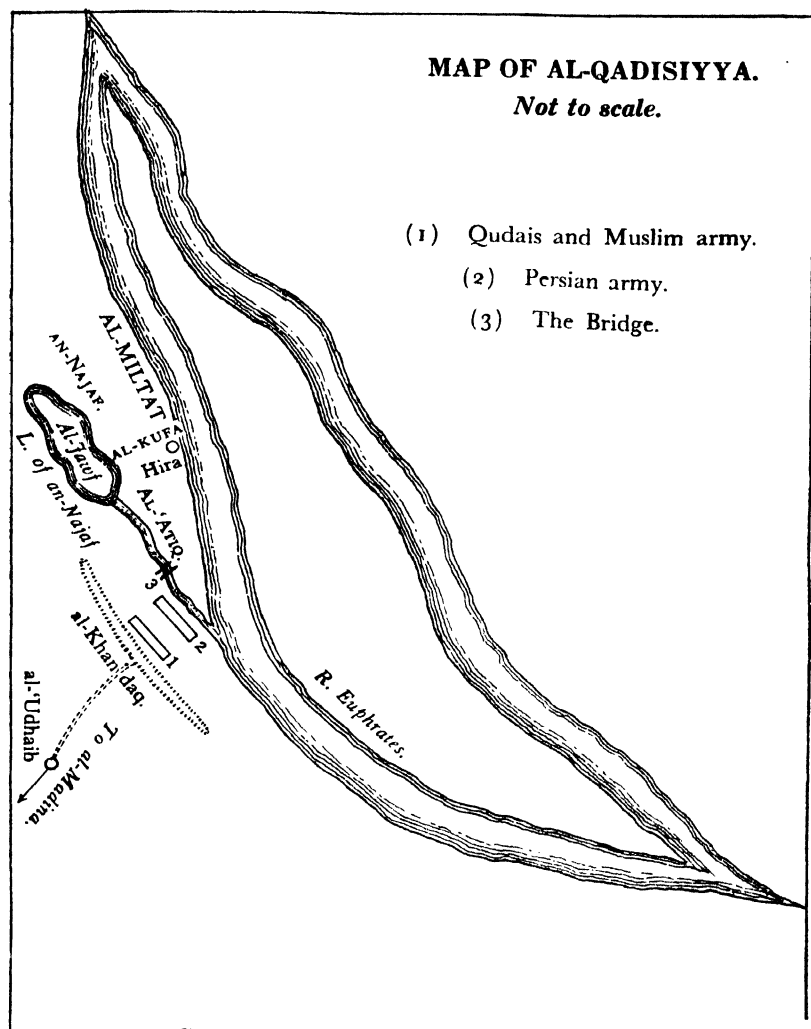 MAP OF AL-QADISIYYA.
Not to scale.
(1) Qudais and Muslim army.
(2) Persian army.
(3) The Bridge.
AN-NAJAF.
AL-MILTAT
Al-Jawf
L. of an-Najaf
AL-KUFA
Hira
AL-'ATIQ.
3
2
1
al-Khandaq.
al-'Udhaib
To al-Madina.
R. Euphrates.